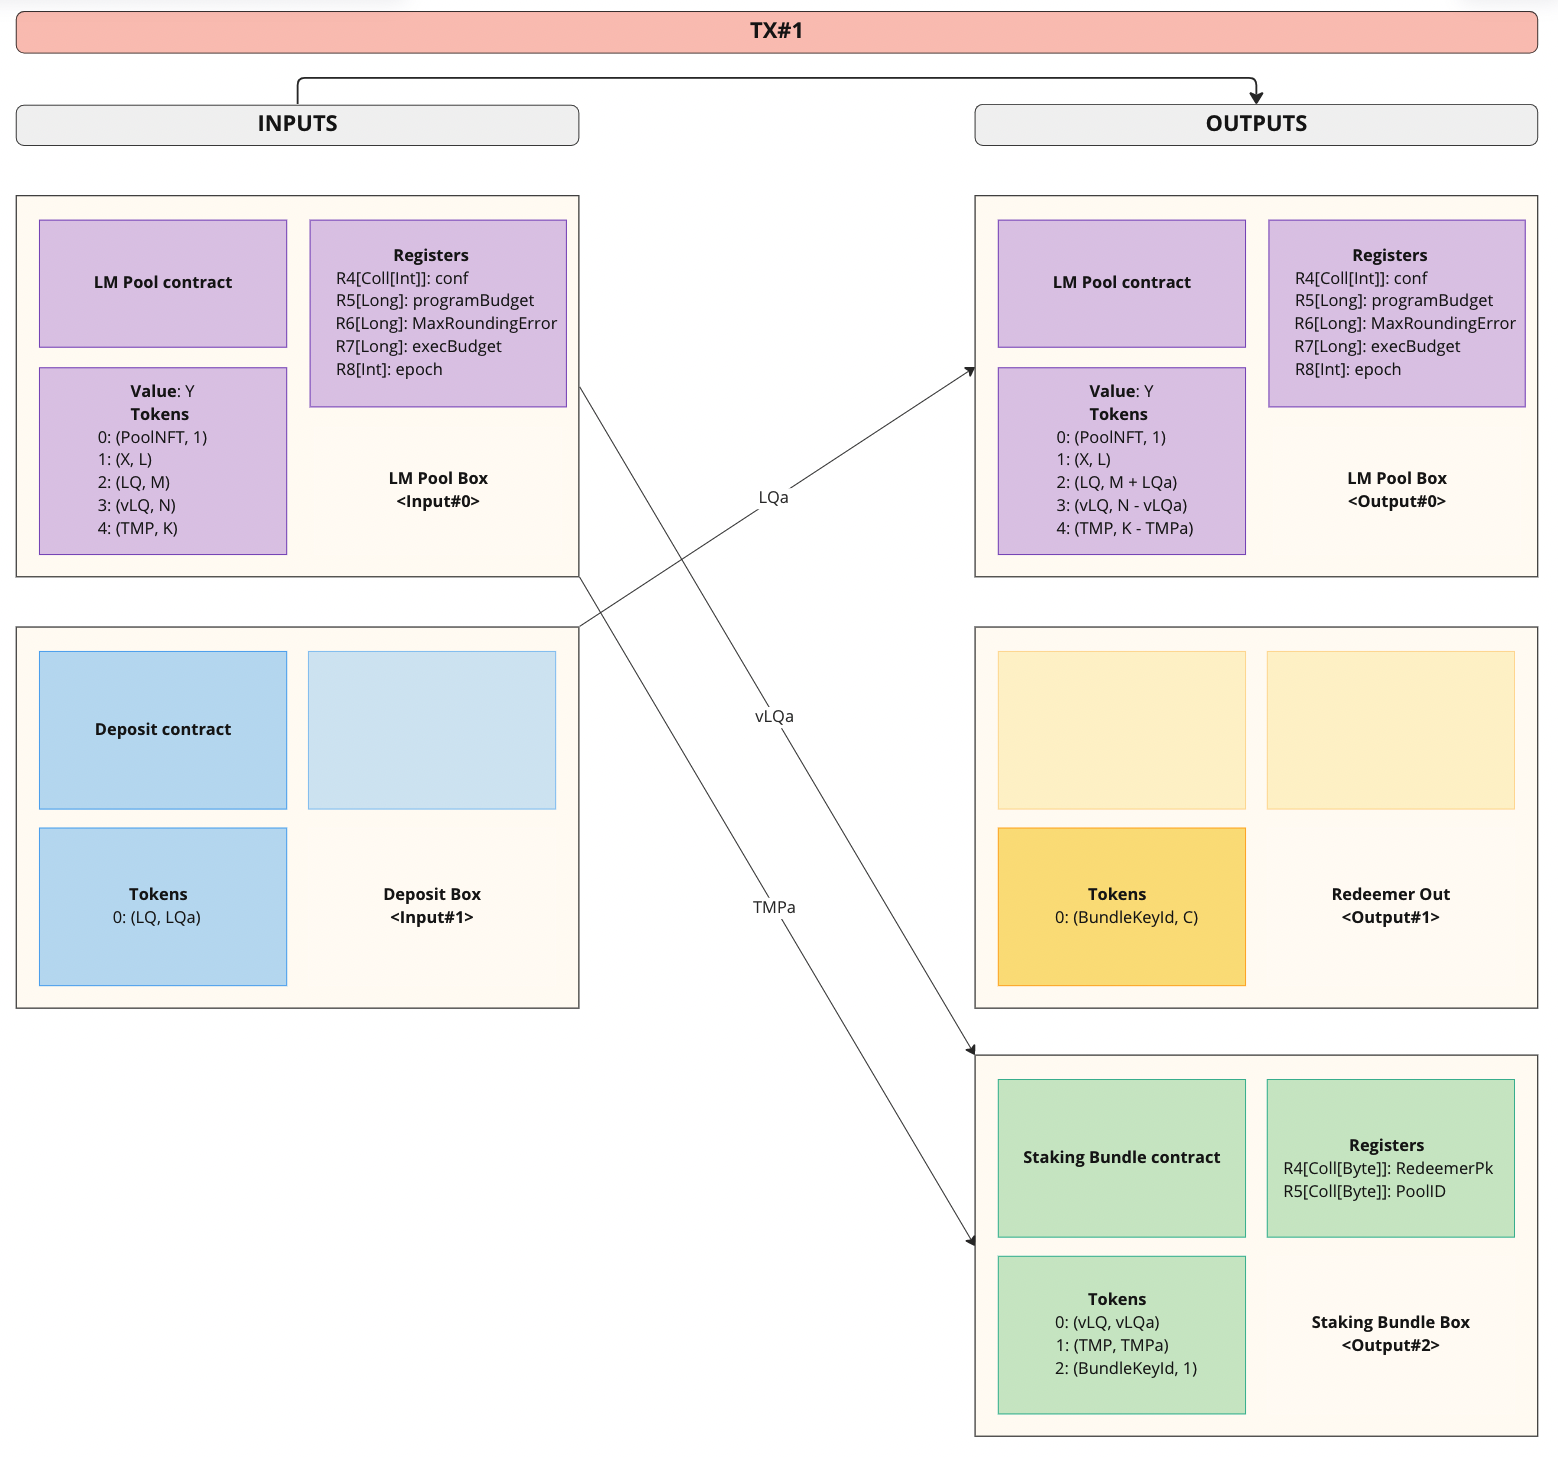 TX#1
INPUTS
OUTPUTS
LM Pool contract
Registers
R4[Coll[Int]]: conf
R5[Long]: programBudget
R6[Long]: MaxRoundingError
R7[Long]: execBudget
R8[Int]: epoch
Value: Y
Tokens
0: (PoolNFT, 1)
1: (X, L)
2: (LQ, M)
3: (vLQ, N)
4: (TMP, K)
LM Pool Box
<Input#0>
LM Pool contract
Registers
R4[Coll[Int]]: conf
R5[Long]: programBudget
R6[Long]: MaxRoundingError
R7[Long]: execBudget
R8[Int]: epoch
Value: Y
Tokens
0: (PoolNFT, 1)
1: (X, L)
2: (LQ, M + LQa)
3: (vLQ, N - vLQa)
4: (TMP, K - TMPa)
LM Pool Box
<Output#0>
LQa
vLQa
TMPa
Deposit contract
Tokens
0: (LQ, LQa)
Deposit Box
<Input#1>
Tokens
0: (BundleKeyId, C)
Redeemer Out
<Output#1>
Staking Bundle contract
Registers
R4[Coll[Byte]]: RedeemerPk
R5[Coll[Byte]]: PoolID
Tokens
0: (vLQ, vLQa)
1: (TMP, TMPa)
2: (BundleKeyId, 1)
Staking Bundle Box
<Output#2>